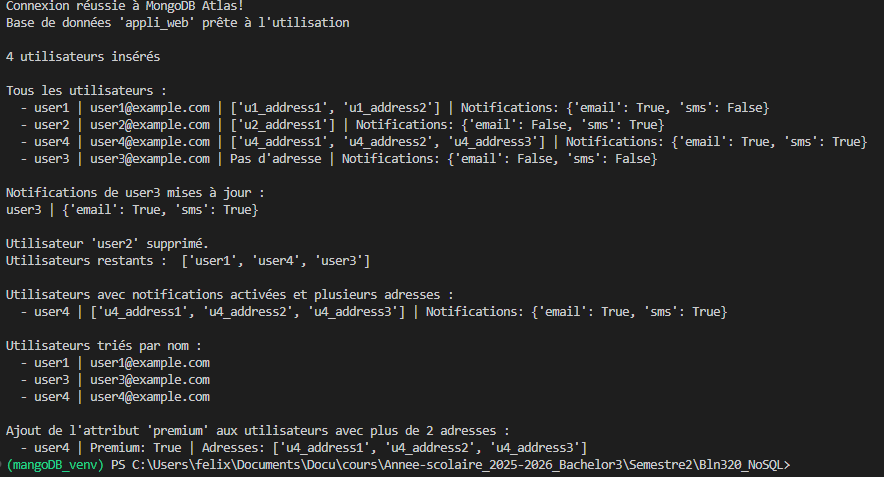 Connexion réussie à MongoDB Atlas!
Base de données 'appli_web' prête à l'utilisation
4 utilisateurs insérés
Tous les utilisateurs :
- user1 | user1@example.com | ['u1_address1', 'u1_address2'] | Notifications: {'email': True, 'sms': False}
- user2 | user2@example.com | ['u2_address1'] | Notifications: {'email': False, 'sms': True}
- user4 | user4@example.com | ['u4_address1', 'u4_address2', 'u4_address3'] | Notifications: {'email': True, 'sms': True}
- user3 | user3@example.com | Pas d'adresse | Notifications: {'email': False, 'sms': False}
Notifications de user3 mises à jour :
user3 | {'email': True, 'sms': True}
Utilisateur 'user2' supprimé.
Utilisateurs restants :  ['user1', 'user4', 'user3']
Utilisateurs avec notifications activées et plusieurs adresses :
- user4 | ['u4_address1', 'u4_address2', 'u4_address3'] | Notifications: {'email': True, 'sms': True}
Utilisateurs triés par nom :
- user1 | user1@example.com
- user3 | user3@example.com
- user4 | user4@example.com
Ajout de l'attribut 'premium' aux utilisateurs avec plus de 2 adresses :
- user4 | Premium: True | Adresses: ['u4_address1', 'u4_address2', 'u4_address3']
(mangoDB_venv) PS C:\Users\felix\Documents\Docu\cours\Annee-scolaire_2025-2026_Bachelor3\Semestre2\Bln320_NoSQL>